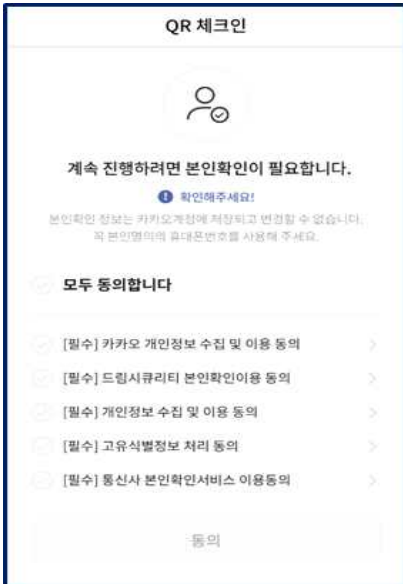 QR 체크인
계속 진행하려면 본인확인이 필요합니다.
확인해주세요!
본인확인 정보는 카카오계정에 저장되고 변경할 수 없습니다.
꼭 본인명의의 휴대폰번호를 사용해 주세요.
모두 동의합니다
[필수] 카카오 개인정보 수집 및 이용 동의
[필수] 드림시큐리티 본인확인이용 동의
[필수] 개인정보 수집 및 이용 동의
[필수] 고유식별정보 처리 동의
[필수] 통신사 본인확인서비스 이용동의
동의